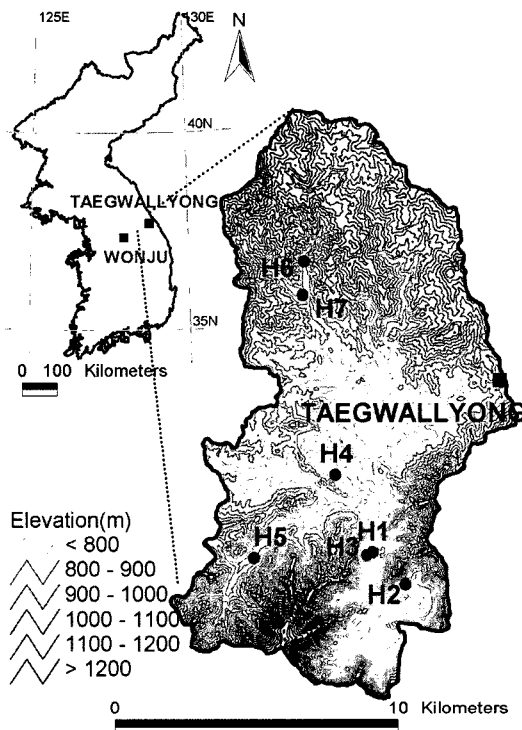 125E
130E
N
40N
TAEGWALLYONG
WONJU
35N
0 100 Kilometers
H6
H7
TAEGWALLYONG
H4
H5
H3
H1
H2
Elevation(m)
< 800
800 - 900
900 - 1000
1000 - 1100
1100 - 1200
> 1200
0 10 Kilometers